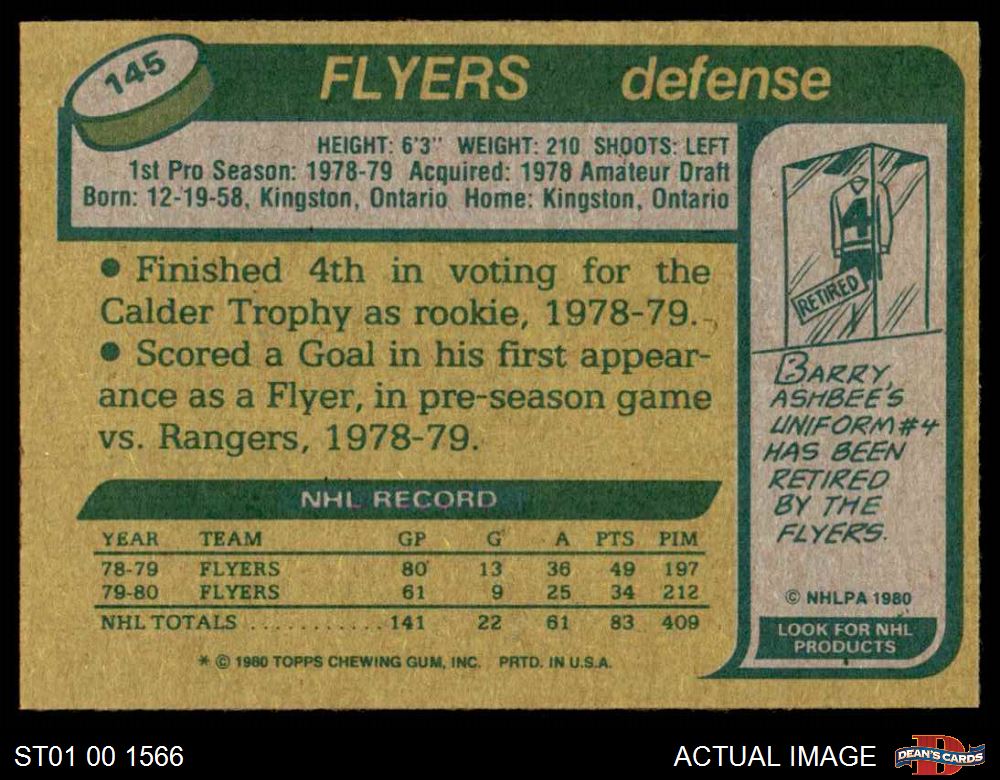 145
FLYERS defense
HEIGHT: 6'3" WEIGHT: 210 SHOOTS: LEFT
1st Pro Season: 1978-79 Acquired: 1978 Amateur Draft
Born: 12-19-58, Kingston, Ontario Home: Kingston, Ontario
• Finished 4th in voting for the
Calder Trophy as rookie, 1978-79.
• Scored a Goal in his first appear-
ance as a Flyer, in pre-season game
vs. Rangers, 1978-79.
NHL RECORD
YEAR TEAM GP G A PTS PIM
78-79 FLYERS 80 13 36 49 197
79-80 FLYERS 61 9 25 34 212
NHL TOTALS ........... 141 22 61 83 409
* © 1980 TOPPS CHEWING GUM, INC. PRTD. IN U.S.A.
4
RETIRED
BARRY
ASHBEE'S
UNIFORM #4
HAS BEEN
RETIRED
BY THE
FLYERS.
© NHLPA 1980
LOOK FOR NHL
PRODUCTS
ST01 00 1566
ACTUAL IMAGE
D
DEAN'S CARDS